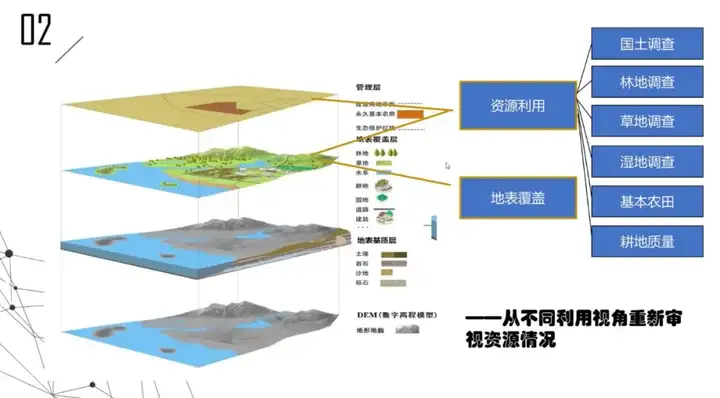 02
管理层
永久基本农田
生态保护红线
地表覆盖层
林地
草地
水系
耕地
园地
道路
建筑
地表基质层
土壤
岩石
沙地
砾石
DEM(数字高程模型)
地形地貌
资源利用
地表覆盖
国土调查
林地调查
草地调查
湿地调查
基本农田
耕地质量
——从不同利用视角重新审
视资源情况